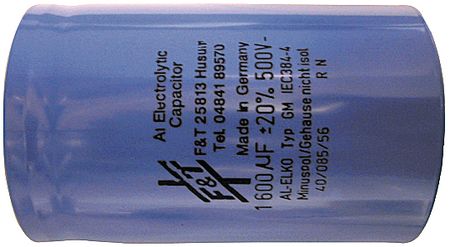 Al Electrolytic
Capacitor
F&T 25813 Husum
Tel 04841 89570
Made in Germany
F&T
1600µF ±20% 500V-
AL-ELKO Typ GM IEC384-4
Minuspol/Gehause nicht isol
40/085/56
R N